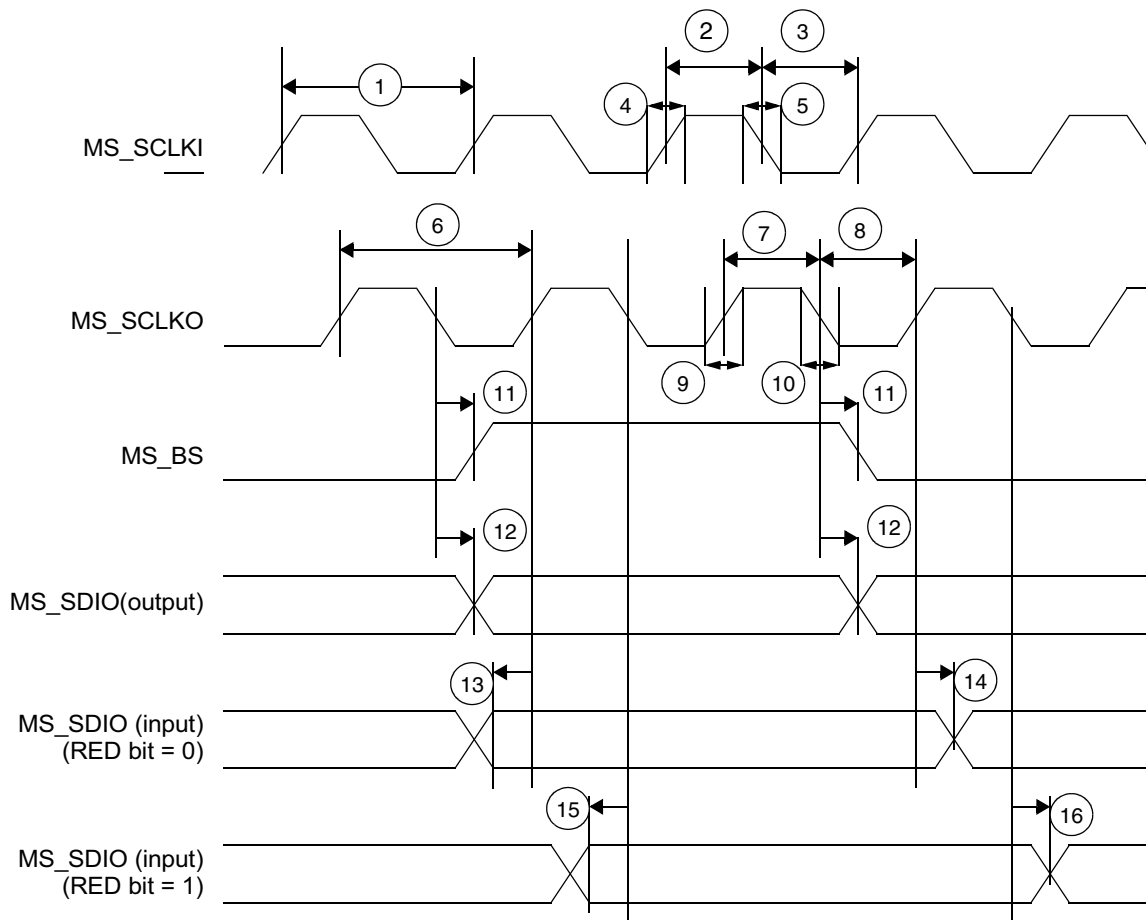 2
3
1
4
5
MS_SCLKI
6
7
8
MS_SCLKO
9
10
11
11
MS_BS
12
12
MS_SDIO(output)
13
14
MS_SDIO (input)
(RED bit = 0)
15
16
MS_SDIO (input)
(RED bit = 1)